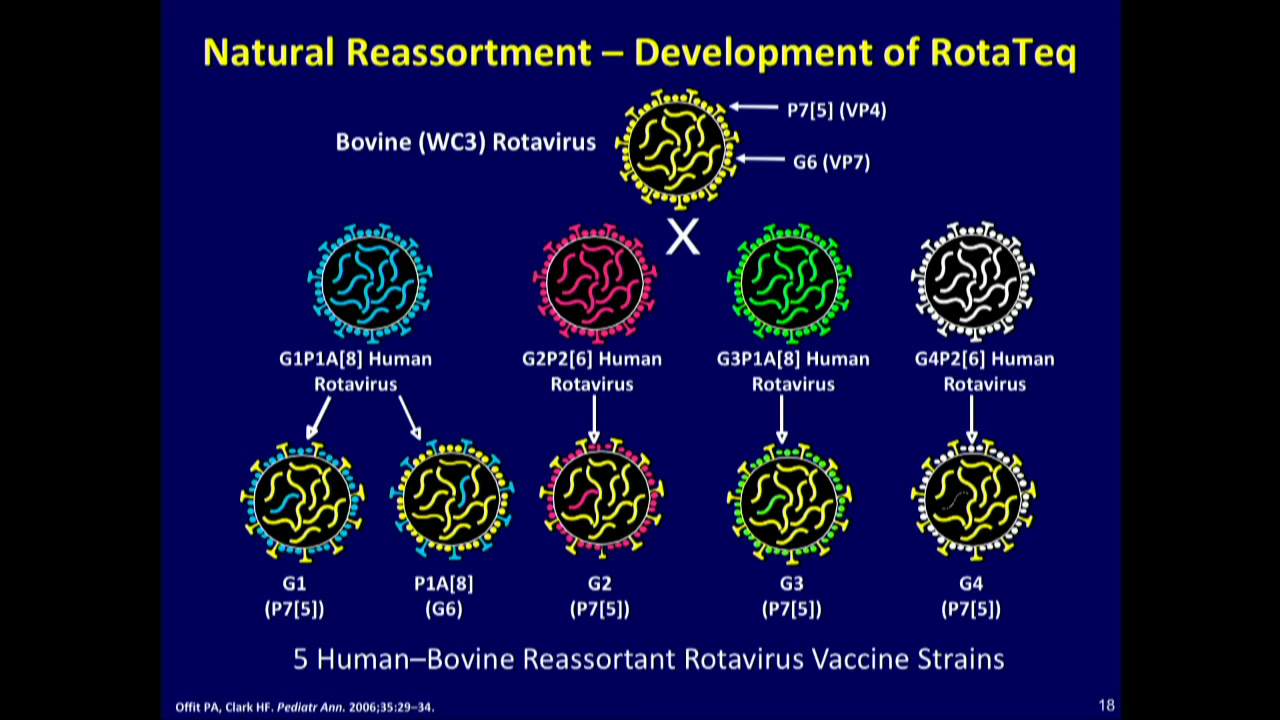 Natural Reassortment – Development of RotaTeq
P7[5] (VP4)
Bovine (WC3) Rotavirus
G6 (VP7)
X
G1P1A[8] Human
Rotavirus
G2P2[6] Human
Rotavirus
G3P1A[8] Human
Rotavirus
G4P2[6] Human
Rotavirus
G1
(P7[5])
P1A[8]
(G6)
G2
(P7[5])
G3
(P7[5])
G4
(P7[5])
5 Human–Bovine Reassortant Rotavirus Vaccine Strains
Offit PA, Clark HF. Pediatr Ann. 2006;35:29–34.
18